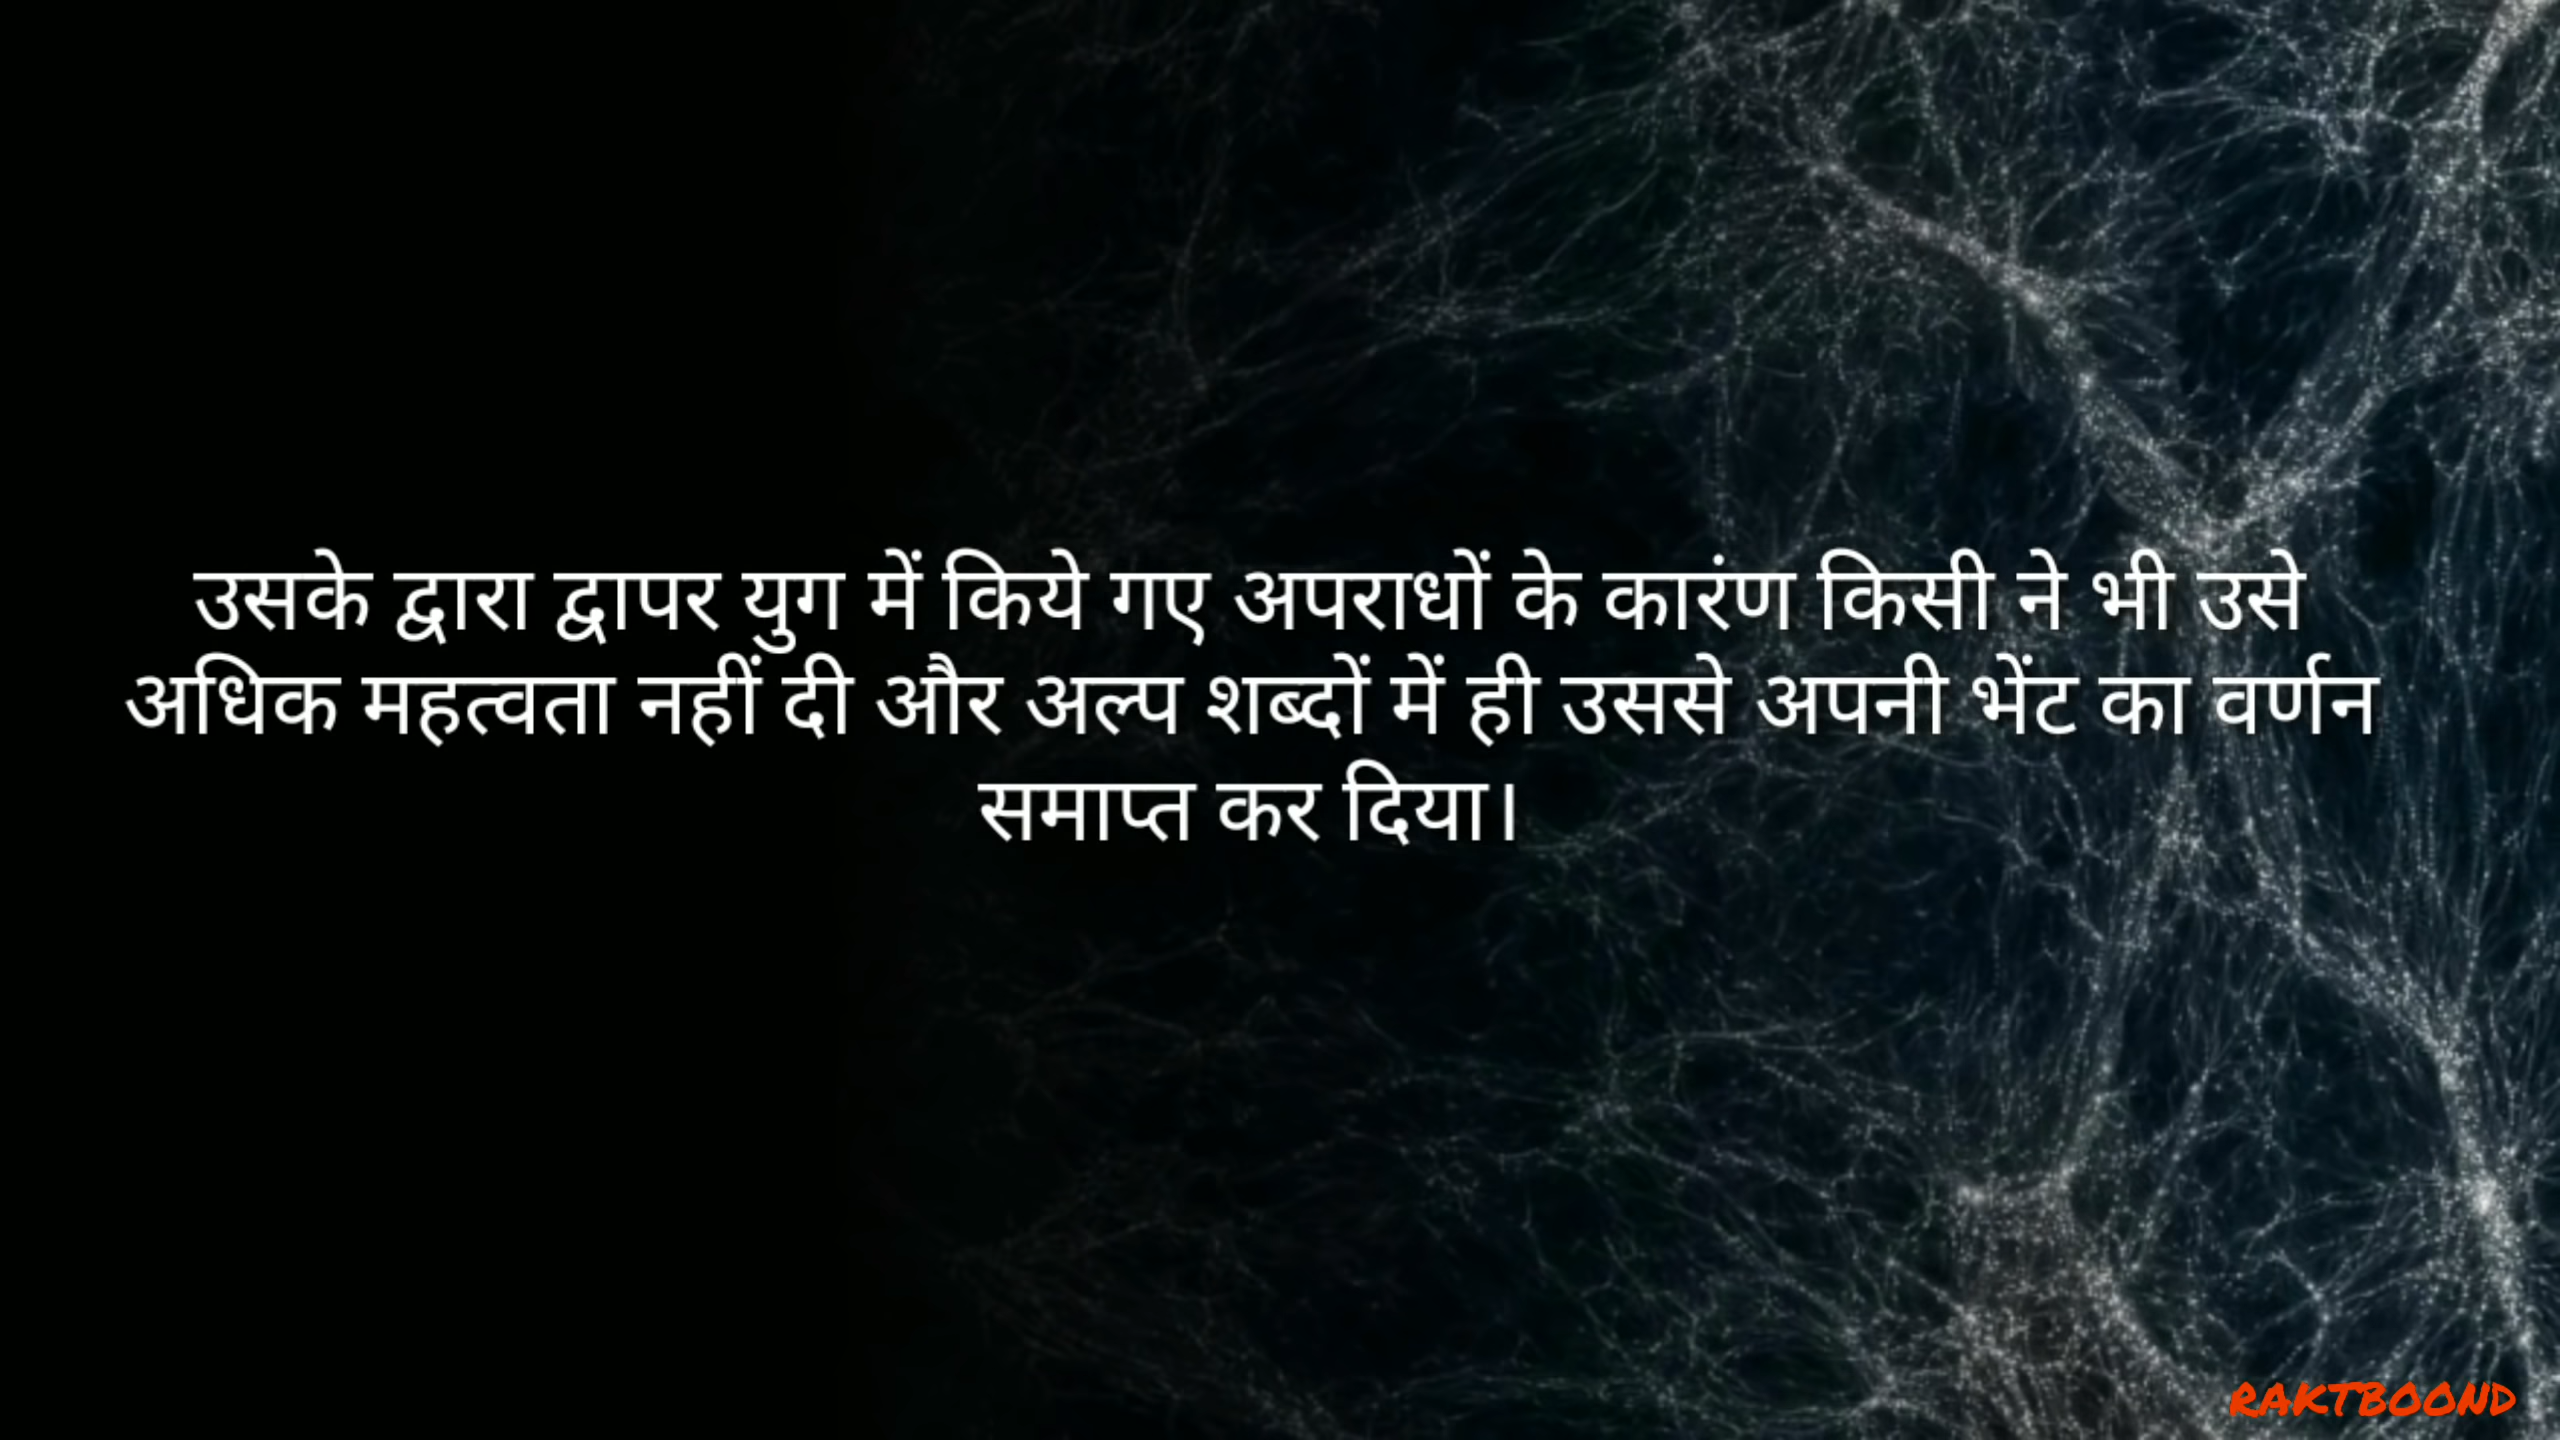 उसके द्वारा द्वापर युग में किये गए अपराधों के कारंण किसी ने भी उसे
अधिक महत्वता नहीं दी और अल्प शब्दों में ही उससे अपनी भेंट का वर्णन
समाप्त कर दिया।
RAKTBOOND